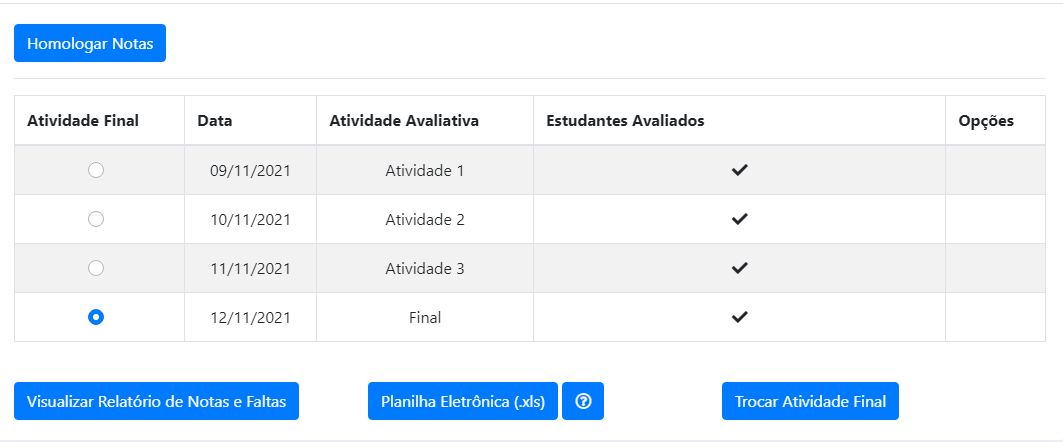 Homologar Notas
Atividade Final Data Atividade Avaliativa Estudantes Avaliados Opções
09/11/2021 Atividade 1
10/11/2021 Atividade 2
11/11/2021 Atividade 3
12/11/2021 Final
Visualizar Relatório de Notas e Faltas Planilha Eletrônica (.xls) Trocar Atividade Final